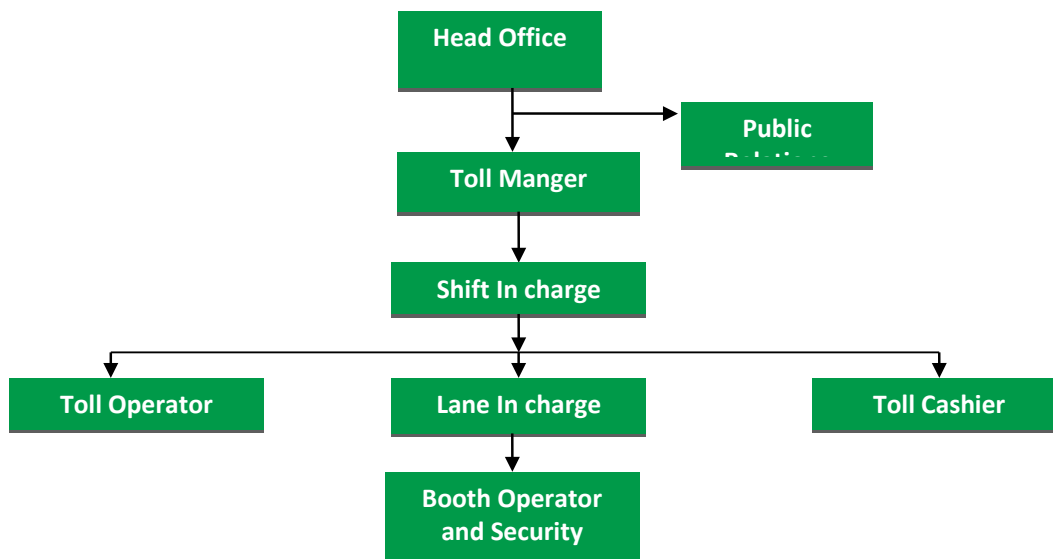 Head Office
Public
Relations
Toll Manger
Shift In charge
Toll Operator
Lane In charge
Toll Cashier
Booth Operator
and Security